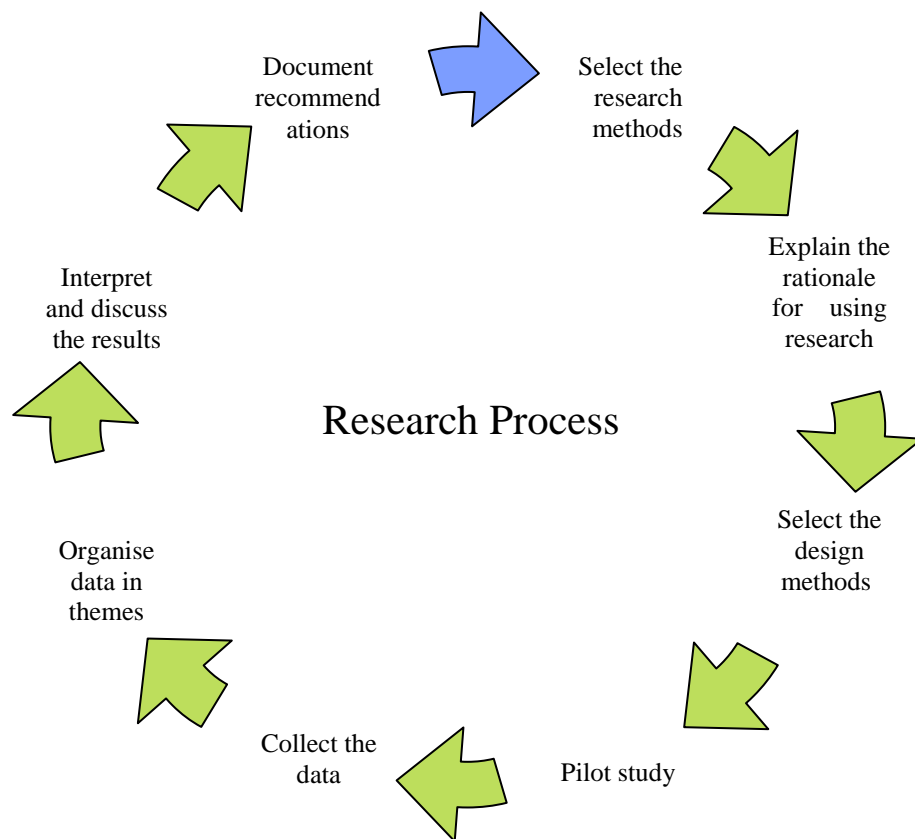 Document
recommend
ations
Select the
research
methods
Explain the
rationale
for using
research
Select the
design
methods
Pilot study
Collect the
data
Organise
data in
themes
Interpret
and discuss
the results
Research Process